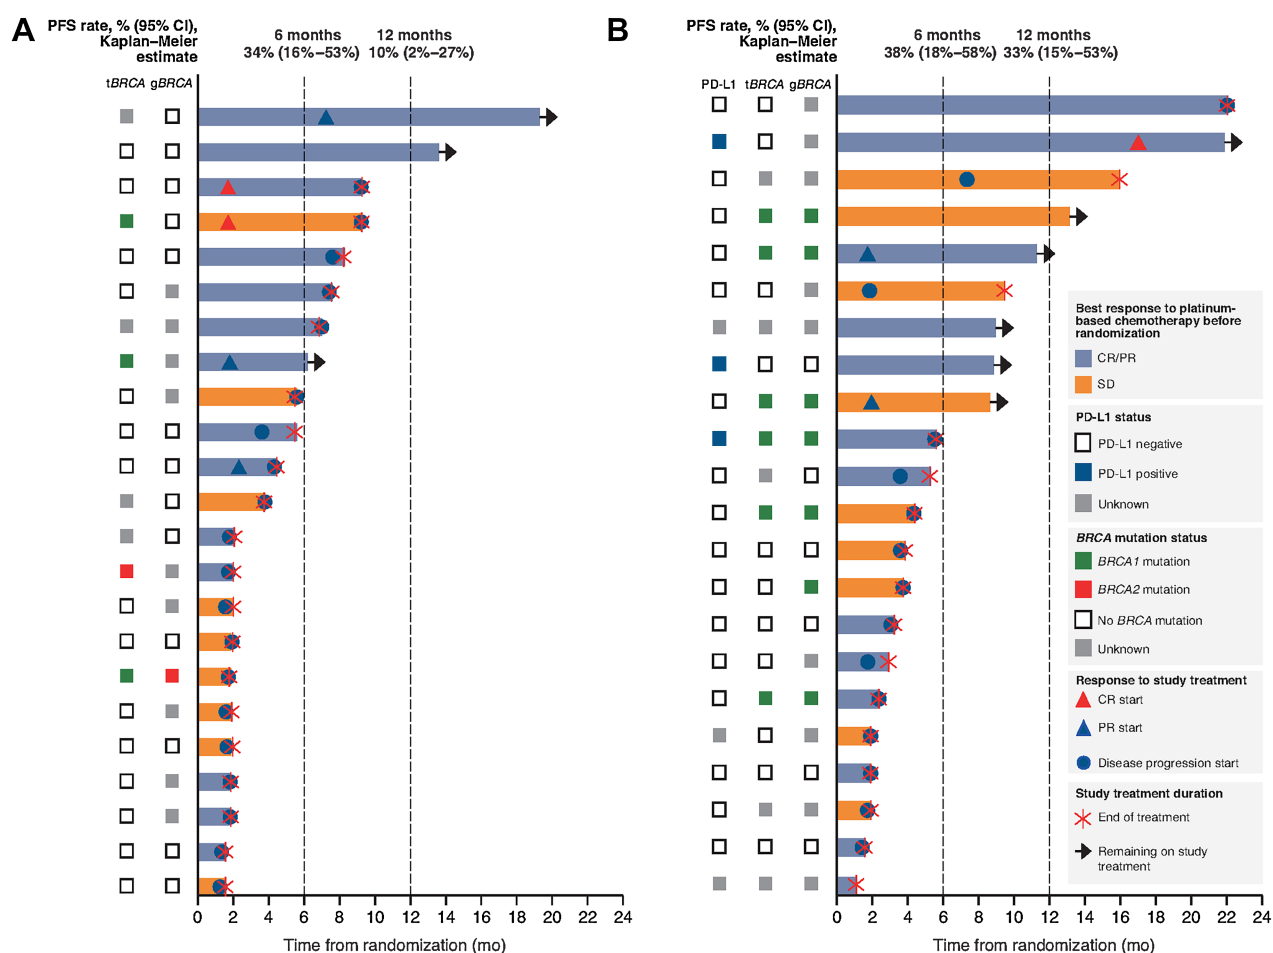 A
PFS rate, % (95% CI),
Kaplan–Meier
estimate
6 months
34% (16%–53%)
12 months
10% (2%–27%)
tBRCA gBRCA
0 2 4 6 8 10 12 14 16 18 20 22 24
Time from randomization (mo)
B
PFS rate, % (95% CI),
Kaplan–Meier
estimate
6 months
38% (18%–58%)
12 months
33% (15%–53%)
PD-L1 tBRCA gBRCA
0 2 4 6 8 10 12 14 16 18 20 22 24
Time from randomization (mo)
Best response to platinum-
based chemotherapy before
randomization
CR/PR
SD
PD-L1 status
PD-L1 negative
PD-L1 positive
Unknown
BRCA mutation status
BRCA1 mutation
BRCA2 mutation
No BRCA mutation
Unknown
Response to study treatment
CR start
PR start
Disease progression start
Study treatment duration
End of treatment
Remaining on study
treatment